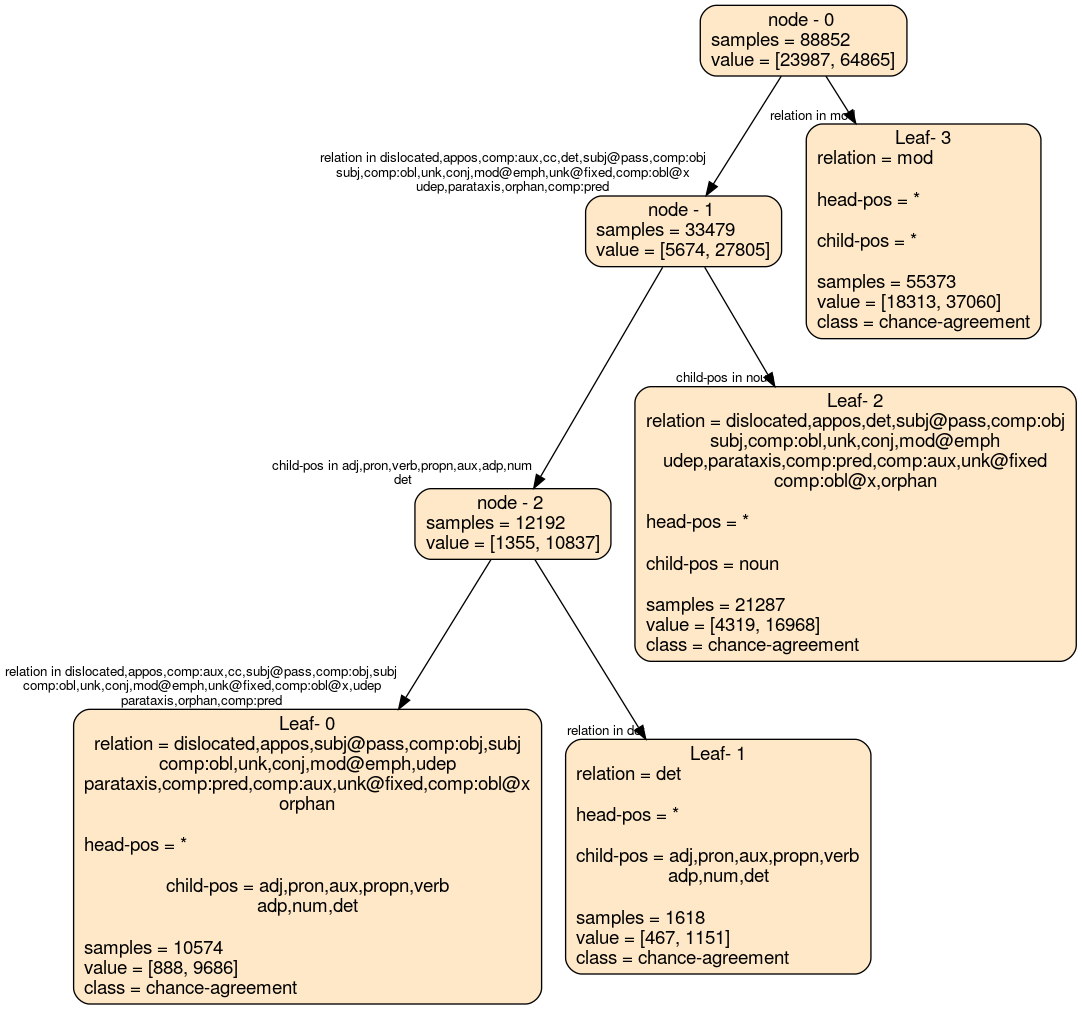 node - 0
samples = 88852
value = [23987, 64865]
relation in mod
Leaf- 3
relation = mod
head-pos = *
child-pos = *
samples = 55373
value = [18313, 37060]
class = chance-agreement
relation in dislocated,appos,comp:aux,cc,det,subj@pass,comp:obj
subj,comp:obl,unk,conj,mod@emph,unk@fixed,comp:obl@x
udep,parataxis,orphan,comp:pred
node - 1
samples = 33479
value = [5674, 27805]
child-pos in noun
Leaf- 2
relation = dislocated,appos,det,subj@pass,comp:obj
subj,comp:obl,unk,conj,mod@emph
udep,parataxis,comp:pred,comp:aux,unk@fixed
comp:obl@x,orphan
head-pos = *
child-pos = noun
samples = 21287
value = [4319, 16968]
class = chance-agreement
child-pos in adj,pron,verb,propn,aux,adp,num
det
node - 2
samples = 12192
value = [1355, 10837]
relation in dislocated,appos,comp:aux,cc,subj@pass,comp:obj,subj
comp:obl,unk,conj,mod@emph,unk@fixed,comp:obl@x,udep
parataxis,orphan,comp:pred
Leaf- 0
relation = dislocated,appos,subj@pass,comp:obj,subj
comp:obl,unk,conj,mod@emph,udep
parataxis,comp:pred,comp:aux,unk@fixed,comp:obl@x
orphan
head-pos = *
child-pos = adj,pron,aux,propn,verb
adp,num,det
samples = 10574
value = [888, 9686]
class = chance-agreement
relation in det
Leaf- 1
relation = det
head-pos = *
child-pos = adj,pron,aux,propn,verb
adp,num,det
samples = 1618
value = [467, 1151]
class = chance-agreement